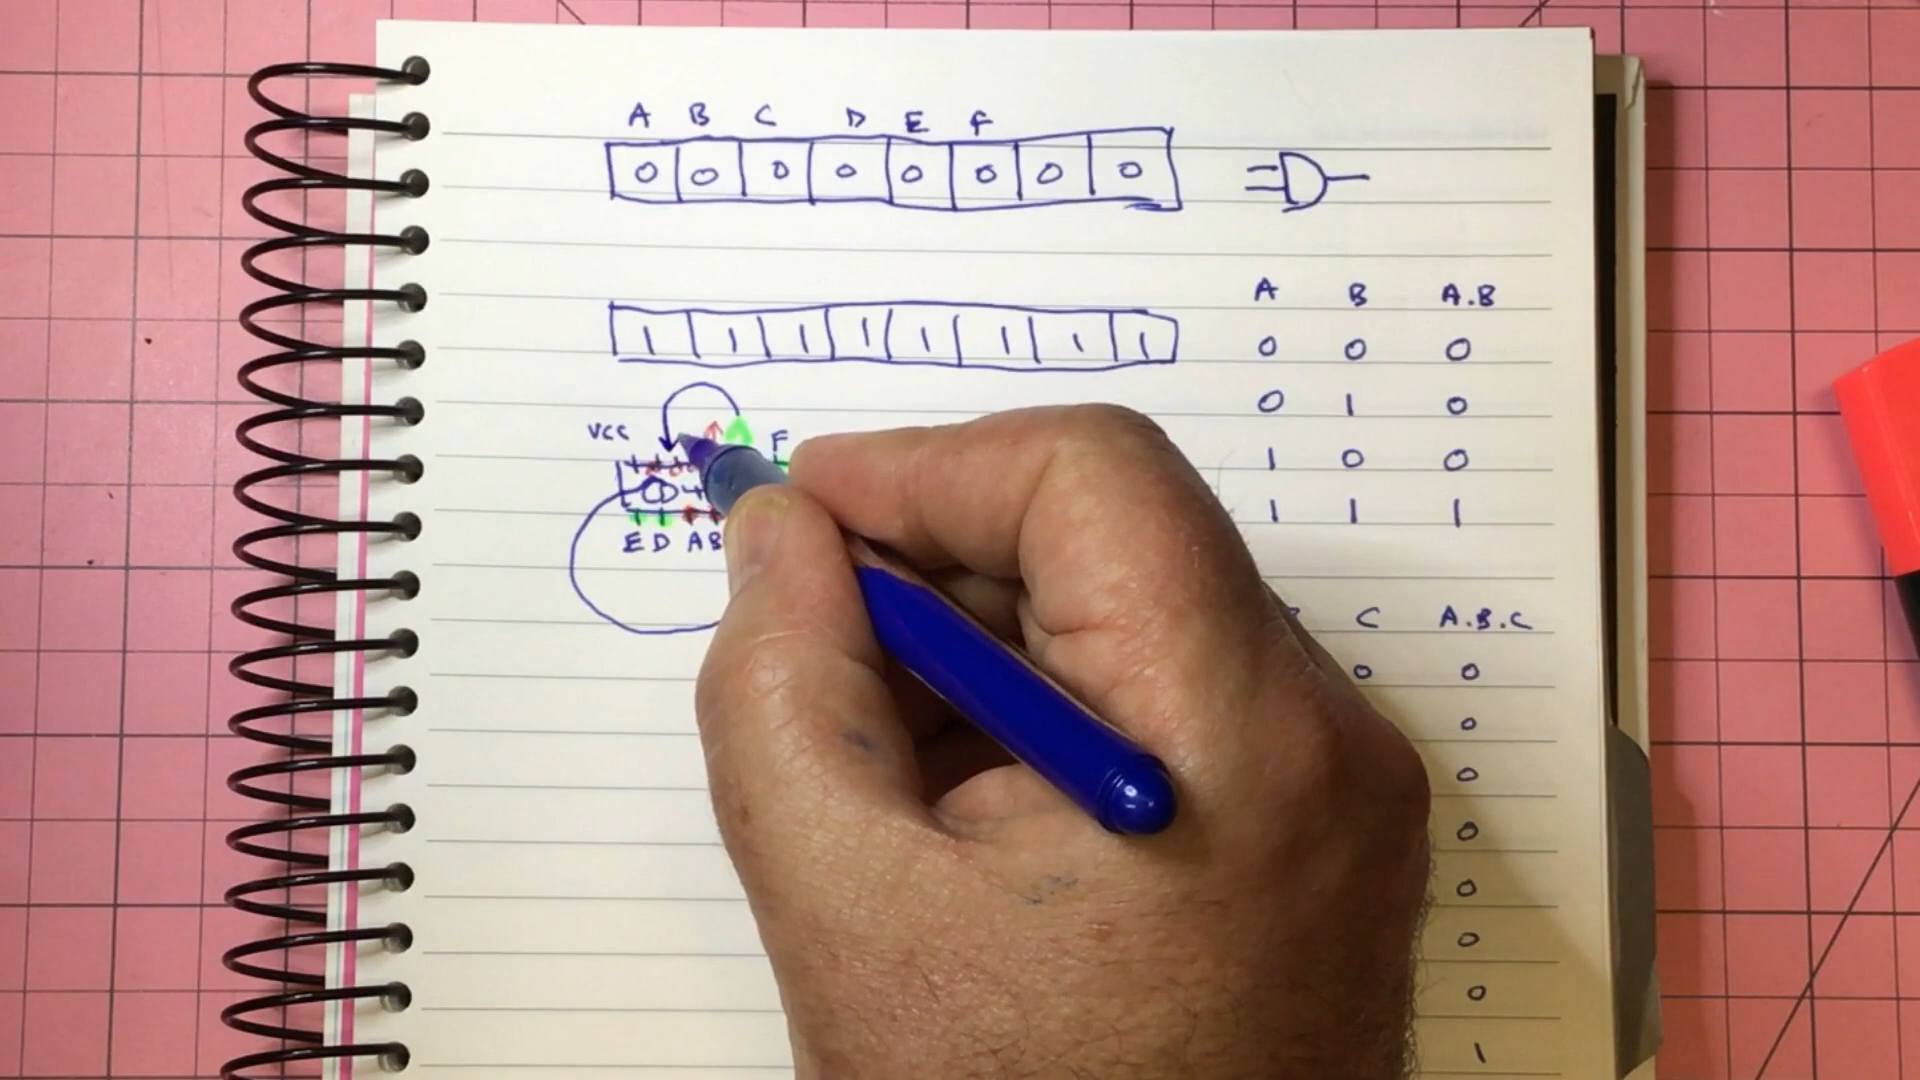 A B C D E F
0 0 0 0 0 0 0 0
1 1 1 1 1 1 1 1
A B A.B
0 0 0
0 1 0
1 0 0
1 1 1
VCC F
E D A B
C A.B.C
0 0
0
0
0
0
0
0
1